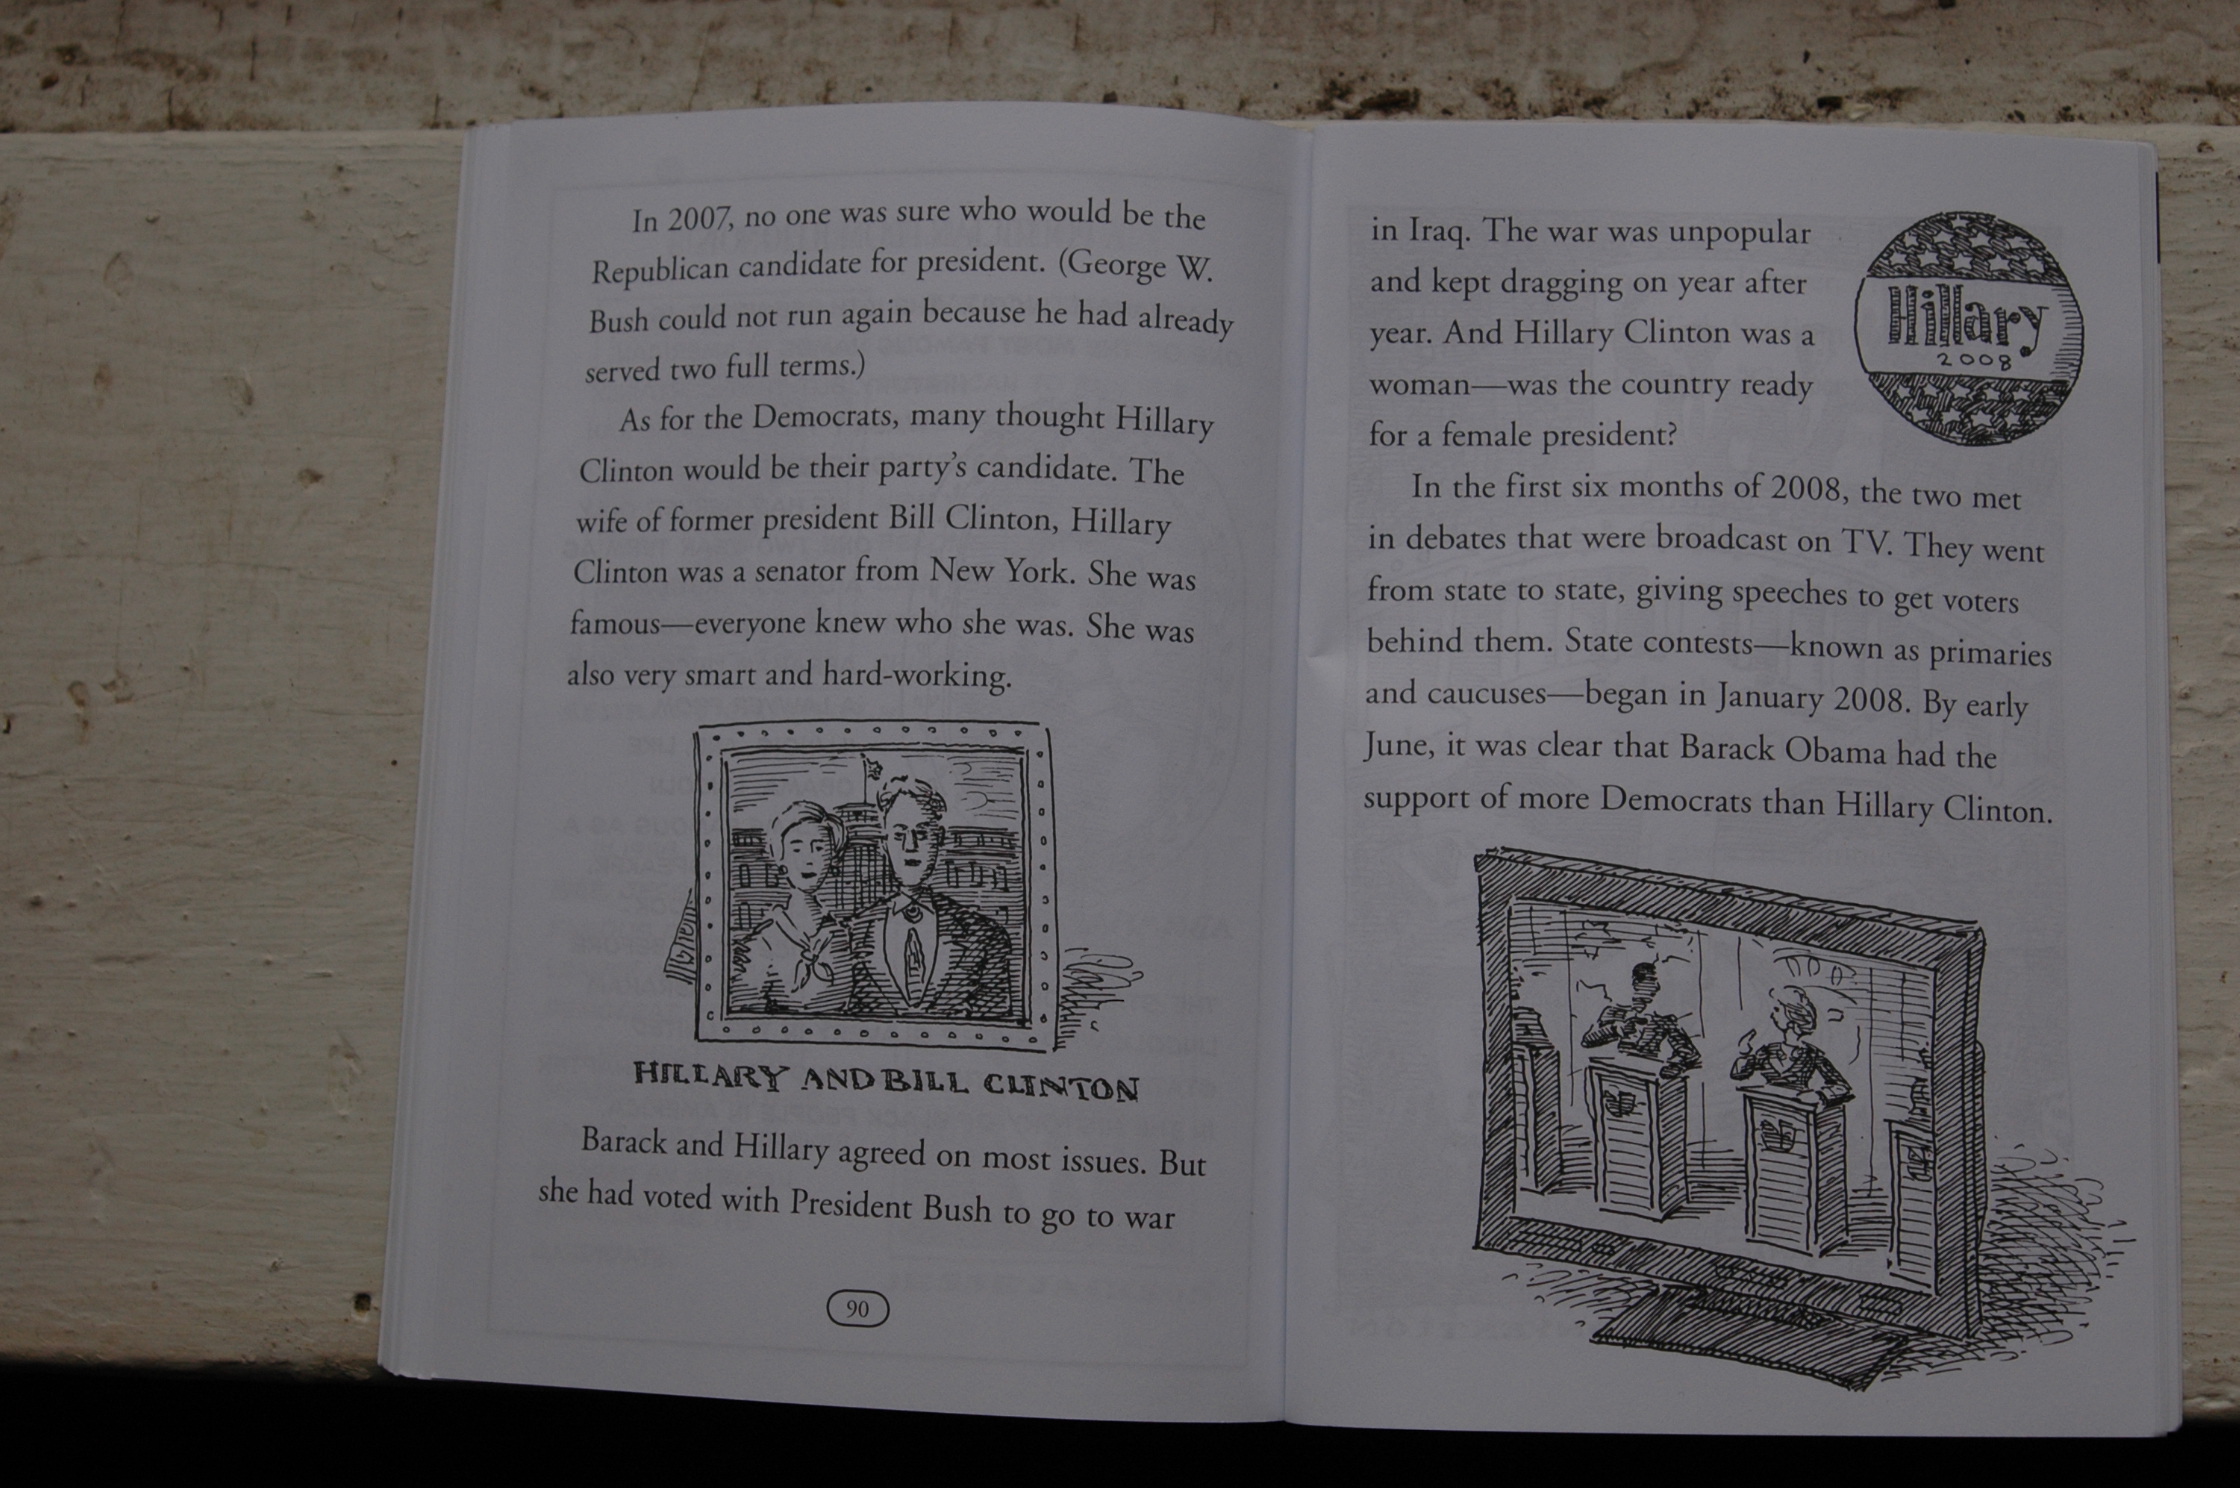 In 2007, no one was sure who would be the
Republican candidate for president. (George W.
Bush could not run again because he had already
served two full terms.)
As for the Democrats, many thought Hillary
Clinton would be their party's candidate. The
wife of former president Bill Clinton, Hillary
Clinton was a senator from New York. She was
famous—everyone knew who she was. She was
also very smart and hard-working.
HILLARY AND BILL CLINTON
Barack and Hillary agreed on most issues. But
she had voted with President Bush to go to war
90
in Iraq. The war was unpopular
and kept dragging on year after
year. And Hillary Clinton was a
woman—was the country ready
for a female president?
Hillary
2008
In the first six months of 2008, the two met
in debates that were broadcast on TV. They went
from state to state, giving speeches to get voters
behind them. State contests—known as primaries
and caucuses—began in January 2008. By early
June, it was clear that Barack Obama had the
support of more Democrats than Hillary Clinton.